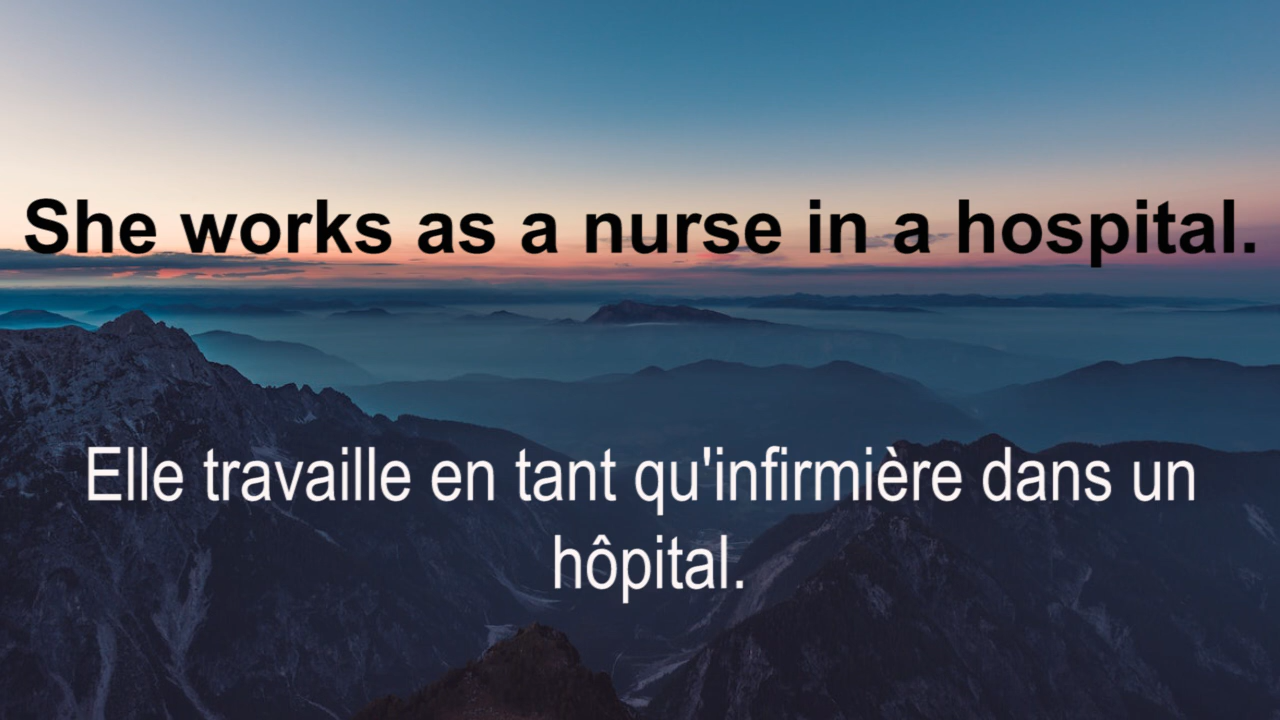 She works as a nurse in a hospital.
Elle travaille en tant qu'infirmière dans un
hôpital.